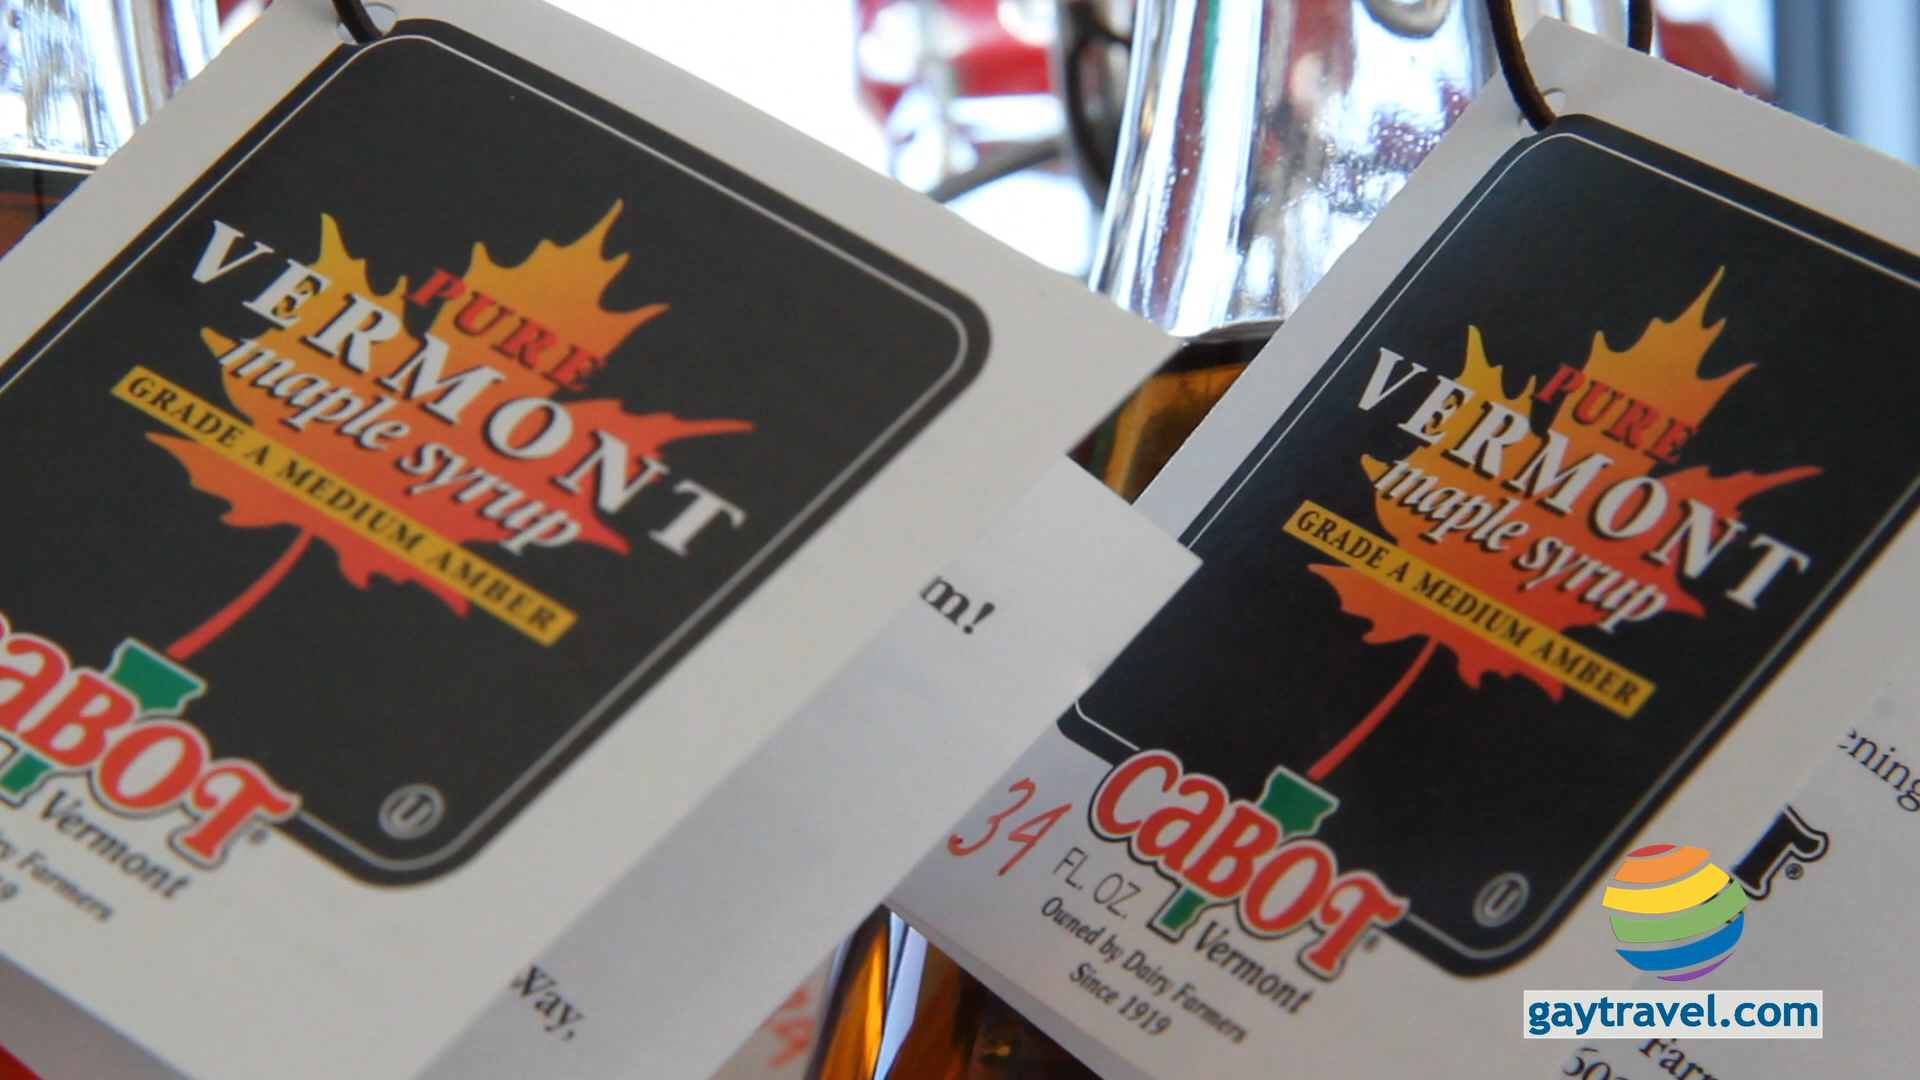 PURE
VERMONT
maple syrup
GRADE A MEDIUM AMBER
CABOT®
Vermont
Farmers
U
m!
way,
PURE
VERMONT
maple syrup
GRADE A MEDIUM AMBER
34
FL. OZ.
CABOT®
Vermont
Owned by Dairy Farmers
Since 1919
U
gaytravel.com